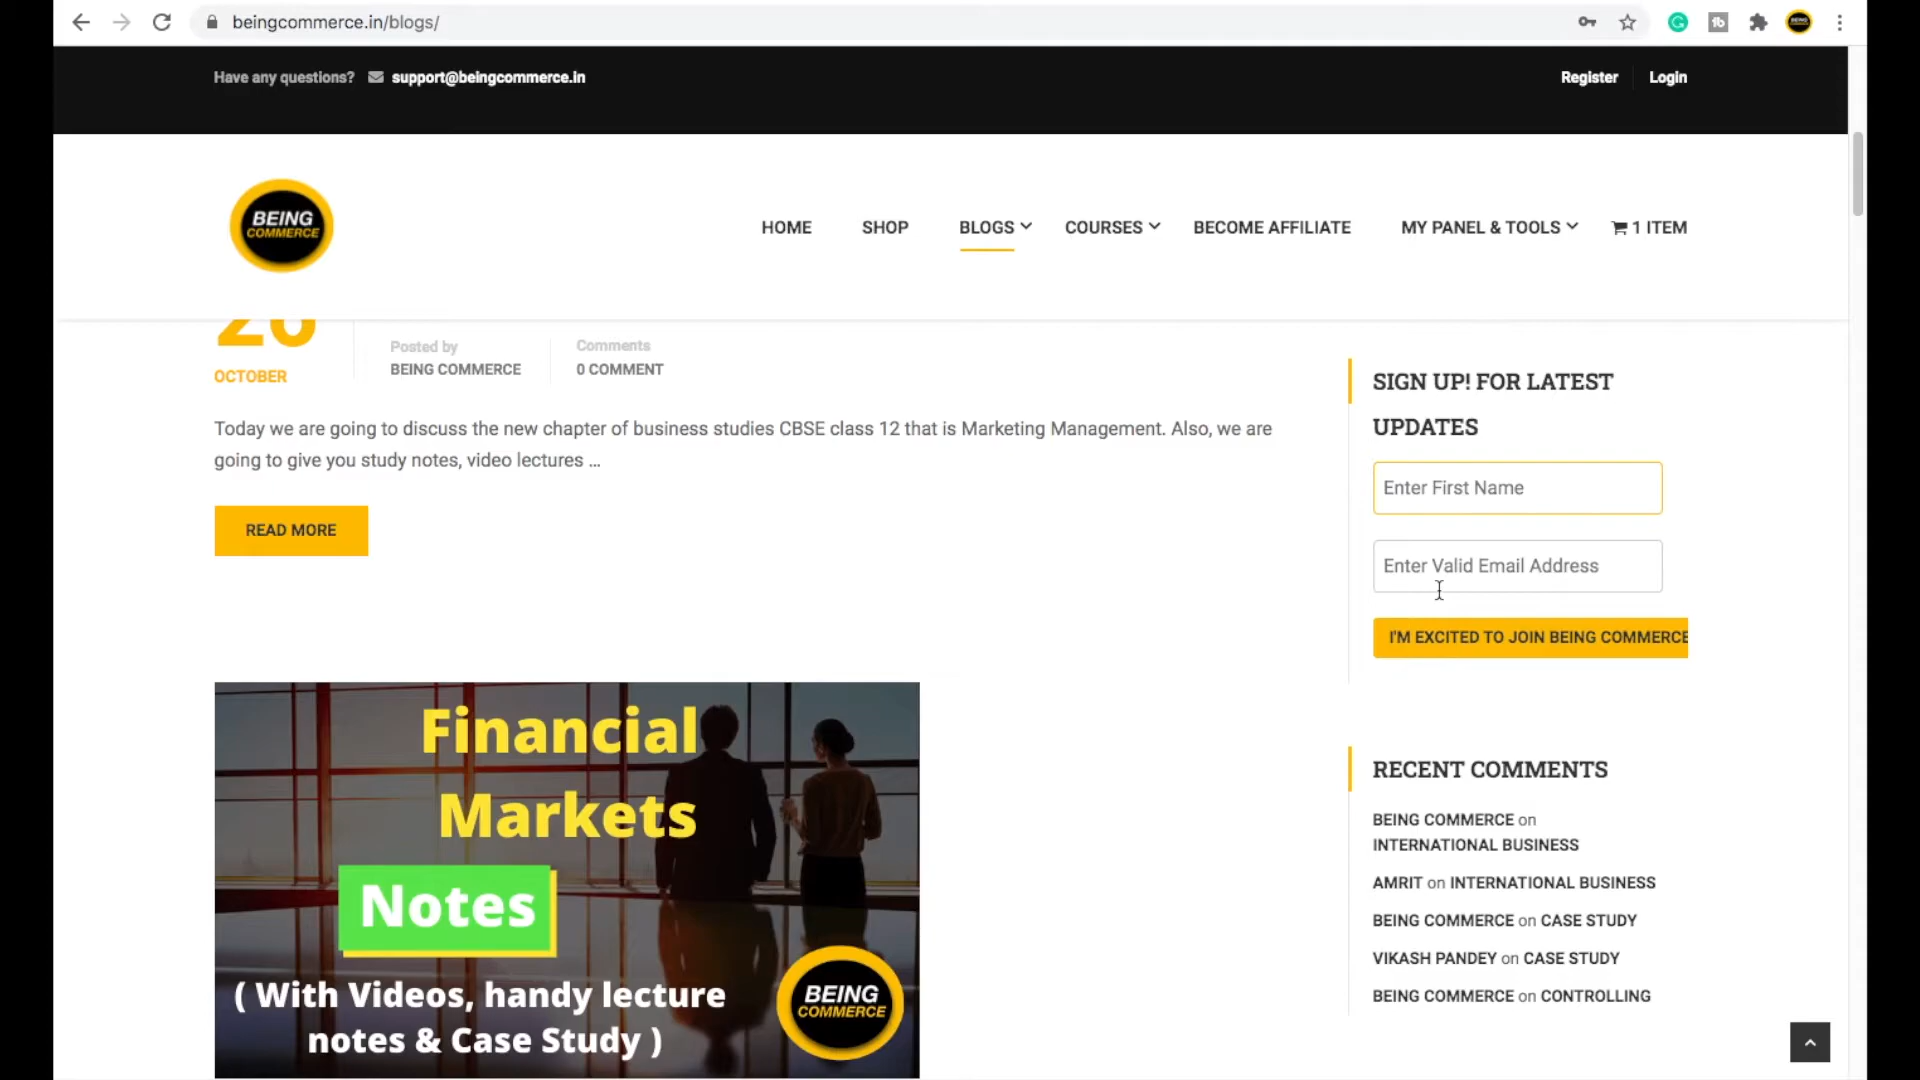 beingcommerce.in/blogs/
Have any questions? support@beingcommerce.in
Register Login
BEING
COMMERCE
HOME SHOP BLOGS COURSES BECOME AFFILIATE MY PANEL & TOOLS 1 ITEM
OCTOBER
Posted by
BEING COMMERCE
Comments
0 COMMENT
Today we are going to discuss the new chapter of business studies CBSE class 12 that is Marketing Management. Also, we are
going to give you study notes, video lectures ...
READ MORE
Financial
Markets
Notes
( With Videos, handy lecture
notes & Case Study )
BEING
COMMERCE
SIGN UP! FOR LATEST
UPDATES
Enter First Name
Enter Valid Email Address
I'M EXCITED TO JOIN BEING COMMERCE
RECENT COMMENTS
BEING COMMERCE on
INTERNATIONAL BUSINESS
AMRIT on INTERNATIONAL BUSINESS
BEING COMMERCE on CASE STUDY
VIKASH PANDEY on CASE STUDY
BEING COMMERCE on CONTROLLING